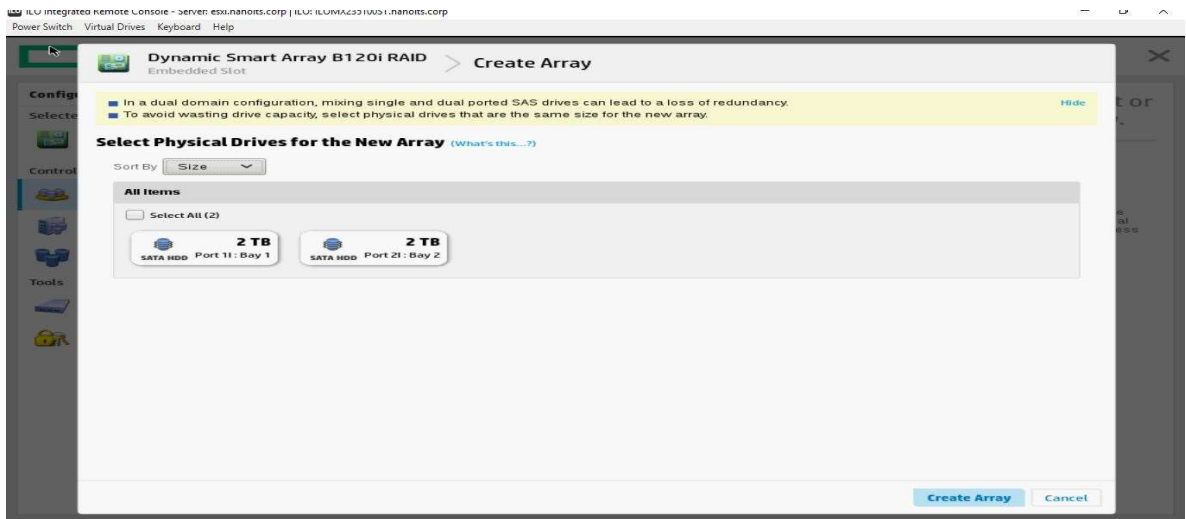 iLO Integrated Remote Console - Server: esxi.nanoits.corp | iLO: ILOMXZ3510051.nanoits.corp
Power Switch Virtual Drives Keyboard Help
Dynamic Smart Array B120i RAID > Create Array
Embedded Slot
In a dual domain configuration, mixing single and dual ported SAS drives can lead to a loss of redundancy. Hide
To avoid wasting drive capacity, select physical drives that are the same size for the new array.
Configu
Selecte
Select Physical Drives for the New Array (What's this...?)
Sort By Size
Control
All Items
Select All (2)
2 TB
SATA HDD Port 1I : Bay 1
2 TB
SATA HDD Port 2I : Bay 2
Tools
Create Array Cancel